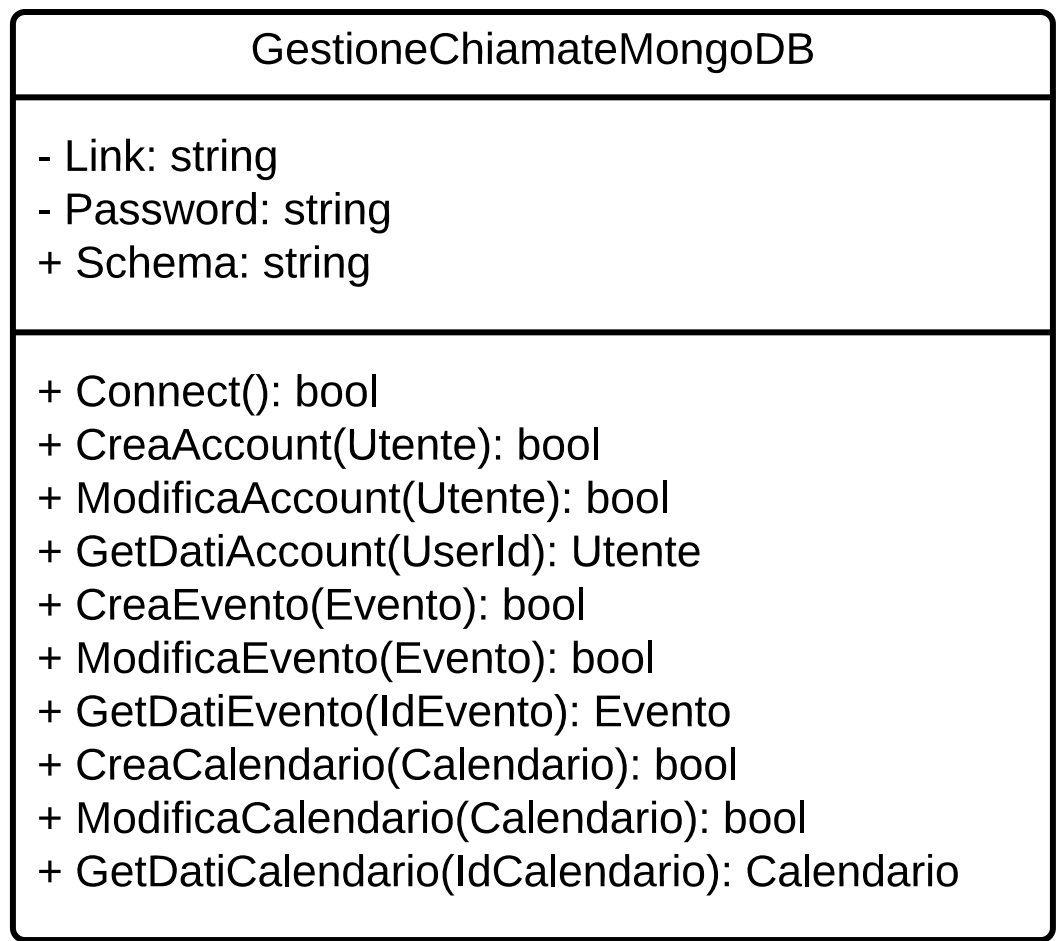 GestioneChiamateMongoDB
- Link: string
- Password: string
+ Schema: string
+ Connect(): bool
+ CreaAccount(Utente): bool
+ ModificaAccount(Utente): bool
+ GetDatiAccount(UserId): Utente
+ CreaEvento(Evento): bool
+ ModificaEvento(Evento): bool
+ GetDatiEvento(IdEvento): Evento
+ CreaCalendario(Calendario): bool
+ ModificaCalendario(Calendario): bool
+ GetDatiCalendario(IdCalendario): Calendario